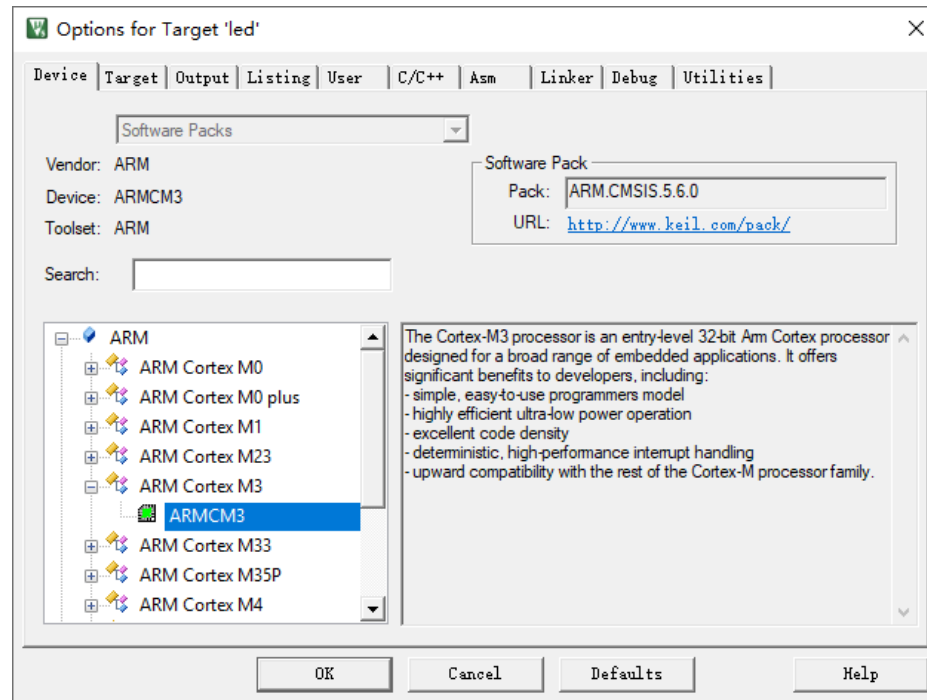 Options for Target 'led'
Device Target Output Listing User C/C++ Asm Linker Debug Utilities
Software Packs
Vendor: ARM
Device: ARMCM3
Toolset: ARM
Software Pack
Pack: ARM.CMSIS.5.6.0
URL: http://www.keil.com/pack/
Search:
ARM
ARM Cortex M0
ARM Cortex M0 plus
ARM Cortex M1
ARM Cortex M23
ARM Cortex M3
ARMCM3
ARM Cortex M33
ARM Cortex M35P
ARM Cortex M4
The Cortex-M3 processor is an entry-level 32-bit Arm Cortex processor
designed for a broad range of embedded applications. It offers
significant benefits to developers, including:
- simple, easy-to-use programmers model
- highly efficient ultra-low power operation
- excellent code density
- deterministic, high-performance interrupt handling
- upward compatibility with the rest of the Cortex-M processor family.
OK Cancel Defaults Help